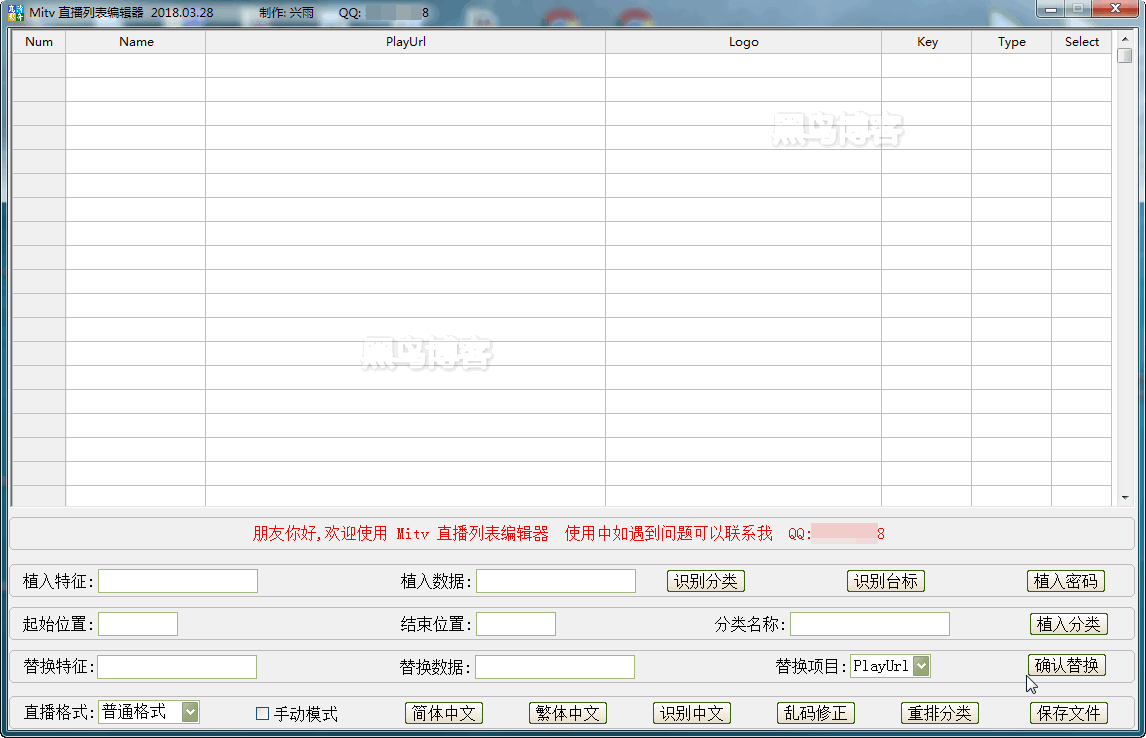 Mitv 直播列表编辑器 2018.03.28 制作: 兴雨 QQ: 8
Num Name PlayUrl Logo Key Type Select
黑鸟博客
黑鸟博客
朋友你好,欢迎使用 Mitv 直播列表编辑器 使用中如遇到问题可以联系我 QQ: 8
植入特征: 植入数据: 识别分类 识别台标 植入密码
起始位置: 结束位置: 分类名称: 植入分类
替换特征: 替换数据: 替换项目: PlayUrl 确认替换
直播格式: 普通格式 手动模式 简体中文 繁体中文 识别中文 乱码修正 重排分类 保存文件